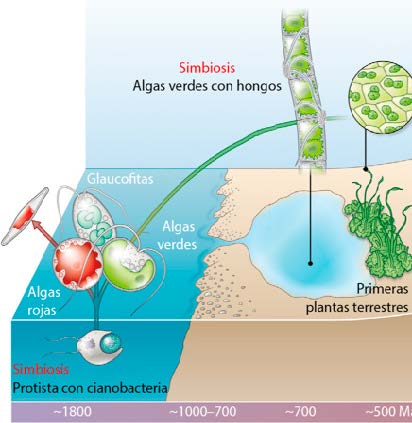 Simbiosis
Algas verdes con hongos
Glaucofitas
Algas
verdes
Algas
rojas
Primeras
plantas terrestres
Simbiosis
Protista con cianobacteria
~1800
~1000–700
~700
~500 Ma